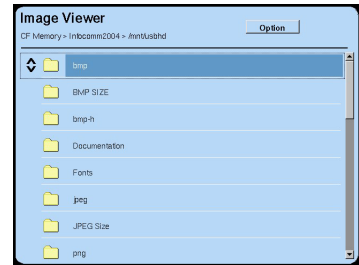 Image Viewer
Option
CF Memory > Infocomm2004 > /mnt/usbhd
bmp
BMP SIZE
bmp-h
Documentation
Fonts
jpeg
JPEG Size
png